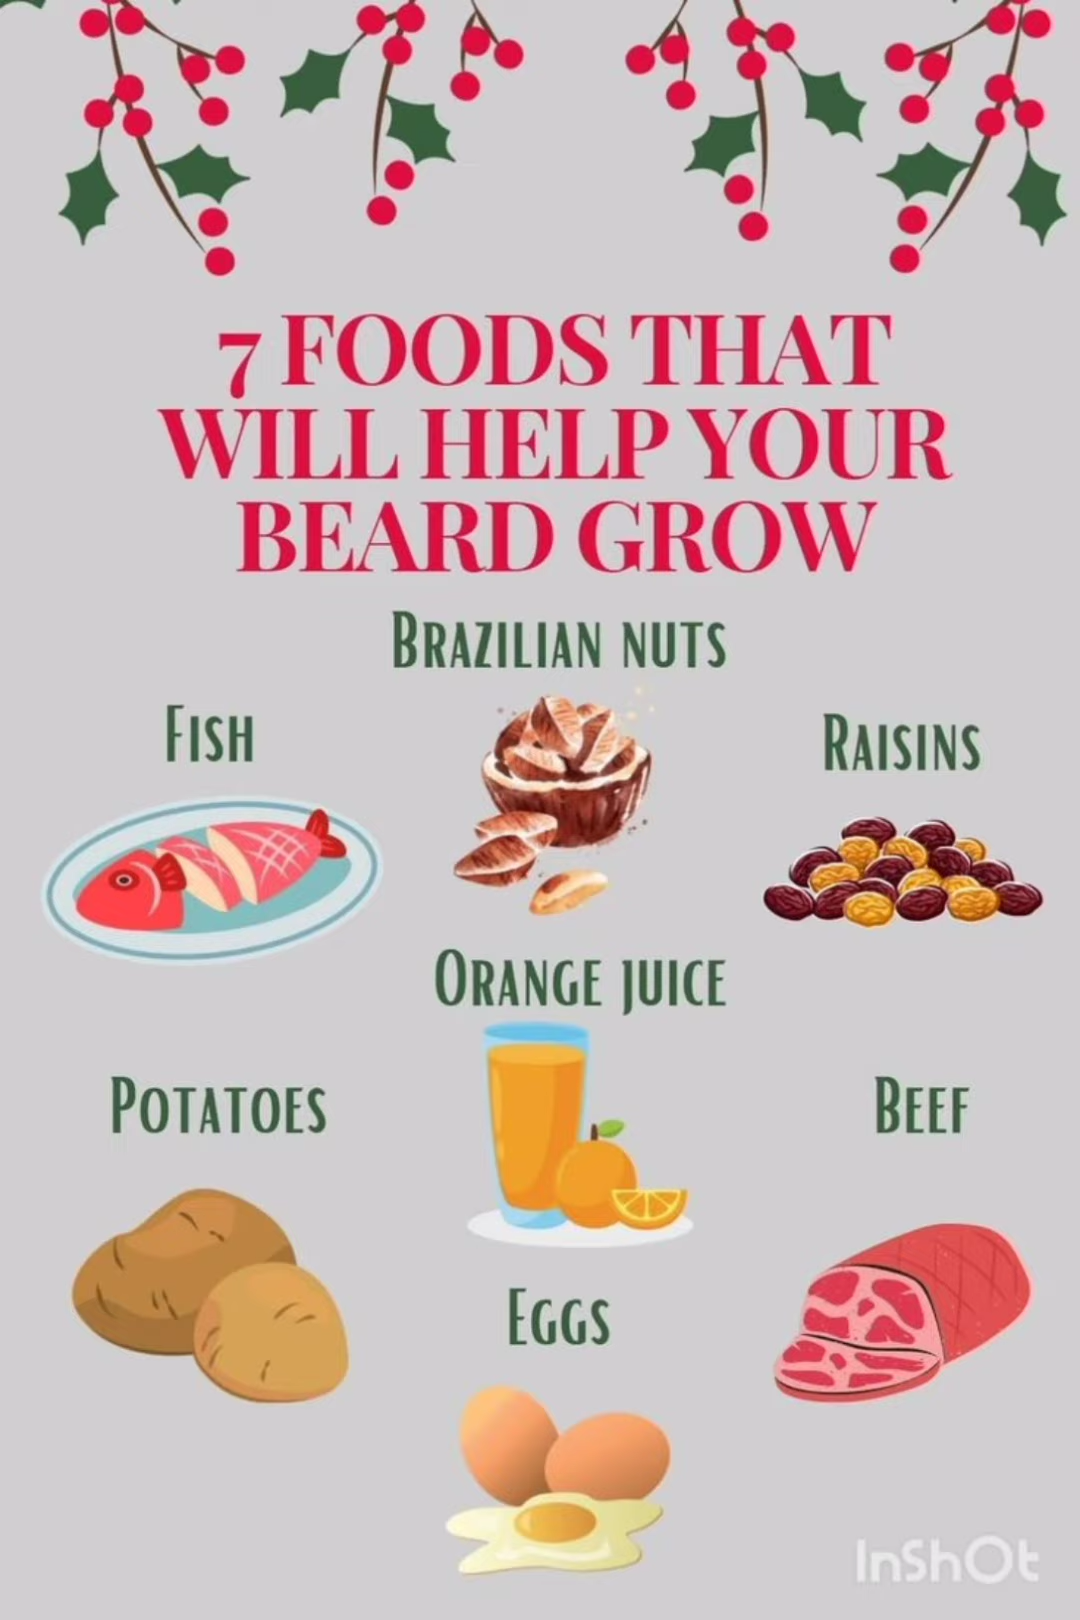 7 FOODS THAT
WILL HELP YOUR
BEARD GROW
BRAZILIAN NUTS
FISH
RAISINS
ORANGE JUICE
POTATOES
BEEF
EGGS
InShOt